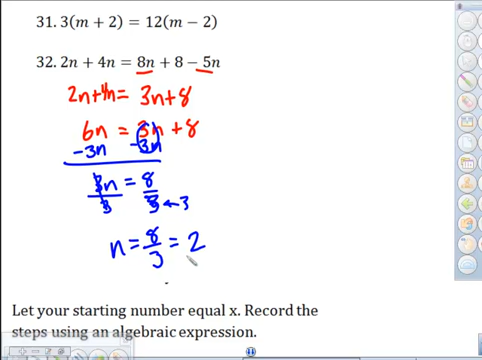 31. 3(m + 2) = 12(m − 2)
32. 2n + 4n = 8n + 8 − 5n
2n+4n = 3n+8
6n = 3n + 8
-3n -3n
3n = 8
3 3 ← 3
n = 8/3 = 2
Let your starting number equal x. Record the
steps using an algebraic expression.